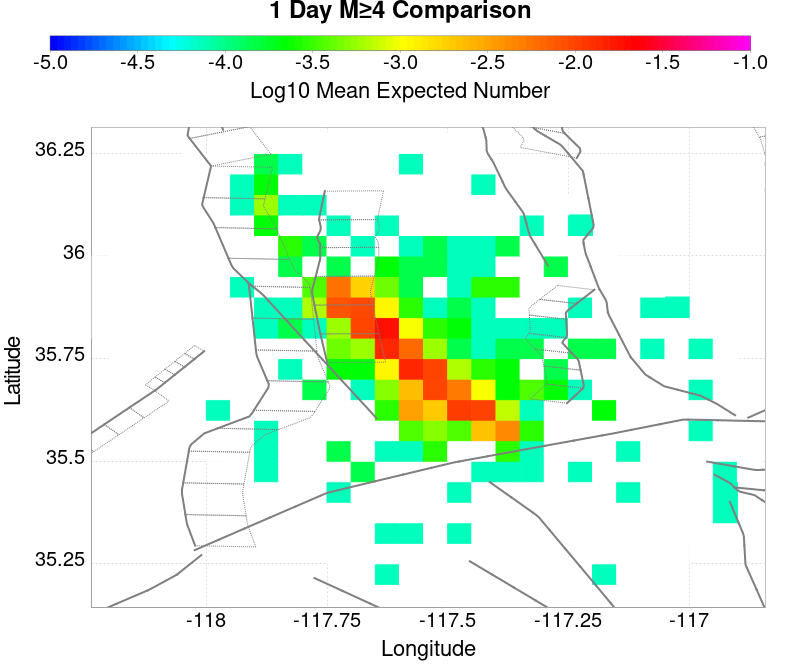 1 Day M≥4 Comparison
-5.0 -4.5 -4.0 -3.5 -3.0 -2.5 -2.0 -1.5 -1.0
Log10 Mean Expected Number
36.25
36
35.75
35.5
35.25
Latitude
-118 -117.75 -117.5 -117.25 -117
Longitude